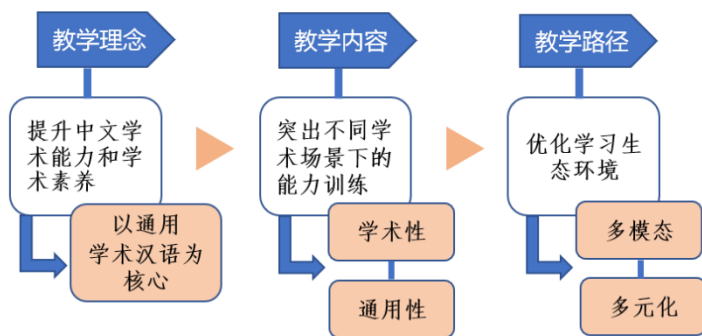 教学理念
教学内容
教学路径
提升中文学
术能力和学
术素养
突出不同学
术场景下的
能力训练
优化学习生
态环境
以通用
学术汉语为
核心
学术性
通用性
多模态
多元化